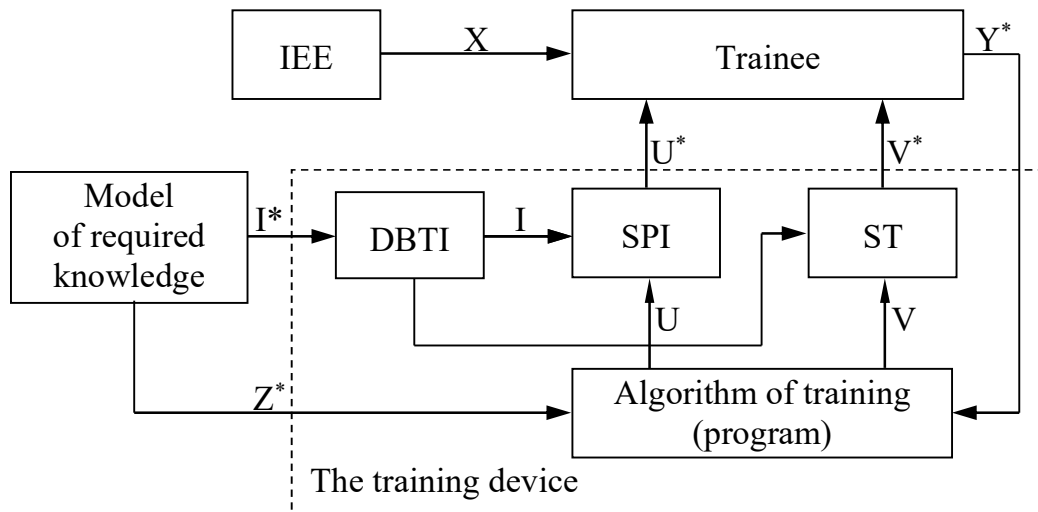 IEE
X
Trainee
Y*
U*
V*
Model
of required
knowledge
I*
DBTI
I
SPI
ST
U
V
Z*
Algorithm of training
(program)
The training device